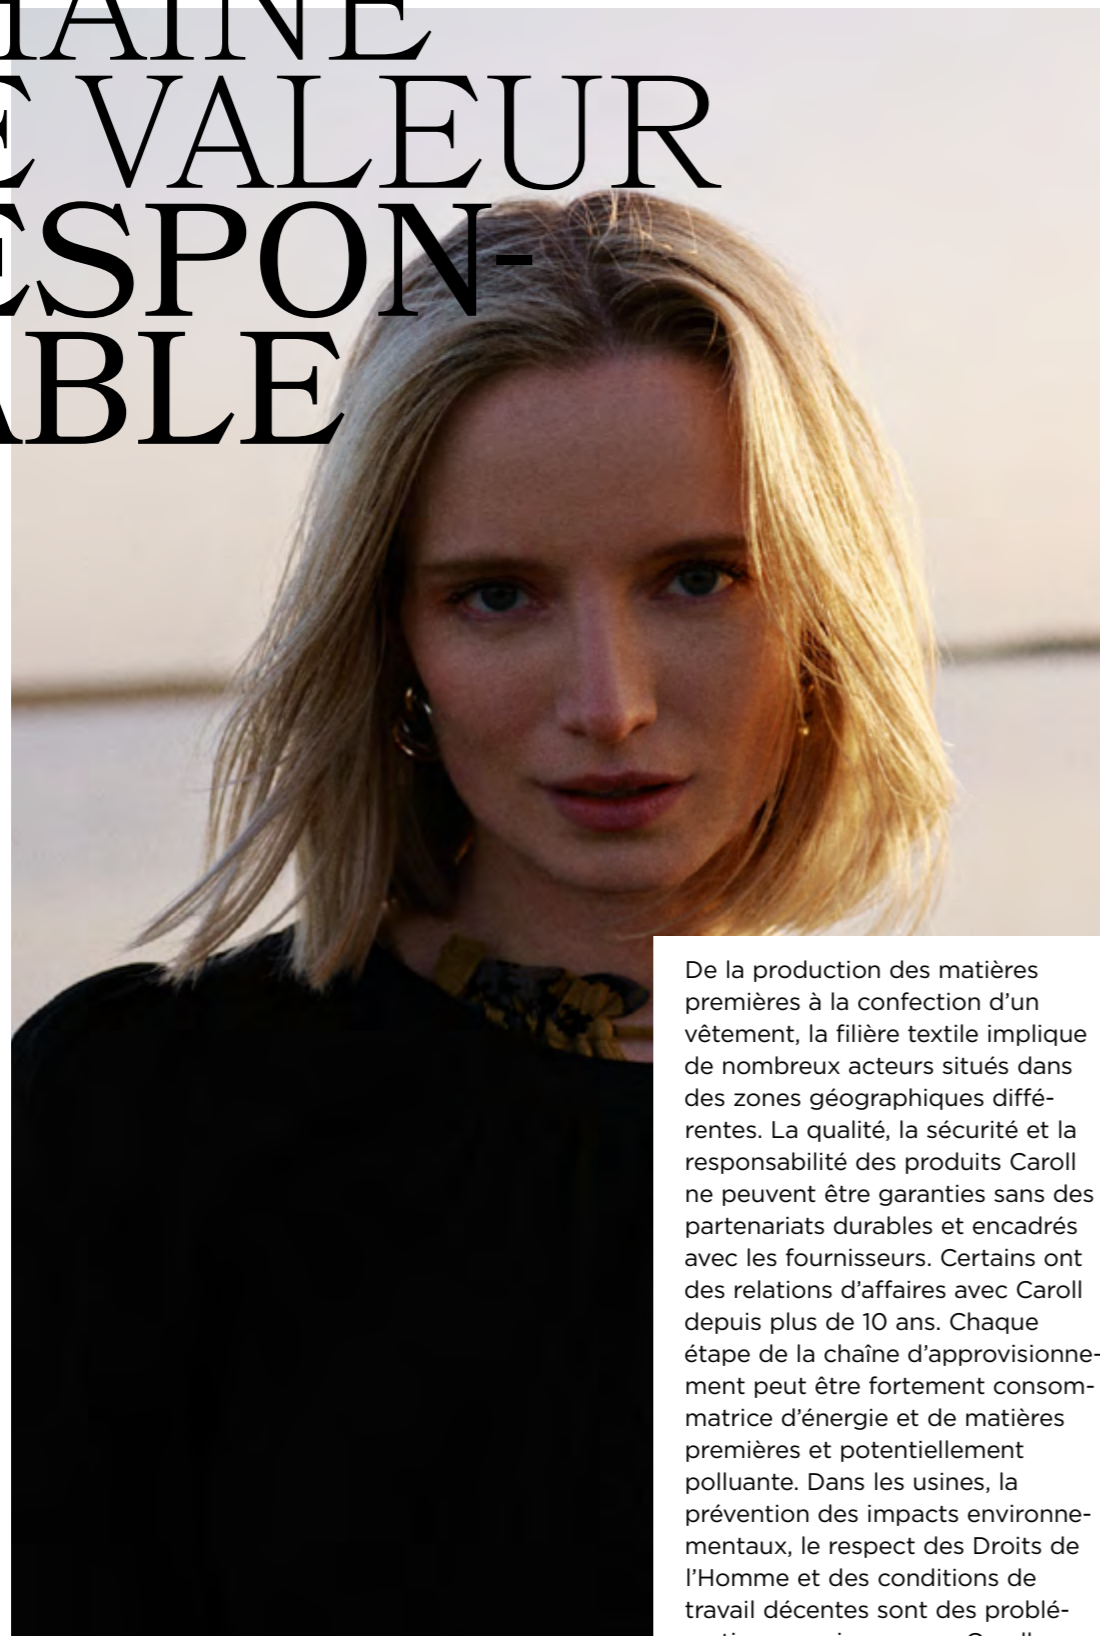 HAÎNE
E VALEUR
ESPON-
ABLE
De la production des matières
premières à la confection d’un
vêtement, la filière textile implique
de nombreux acteurs situés dans
des zones géographiques diffé-
rentes. La qualité, la sécurité et la
responsabilité des produits Caroll
ne peuvent être garanties sans des
partenariats durables et encadrés
avec les fournisseurs. Certains ont
des relations d’affaires avec Caroll
depuis plus de 10 ans. Chaque
étape de la chaîne d’approvisionne-
ment peut être fortement consom-
matrice d’énergie et de matières
premières et potentiellement
polluante. Dans les usines, la
prévention des impacts environne-
mentaux, le respect des Droits de
l’Homme et des conditions de
travail décentes sont des problé-